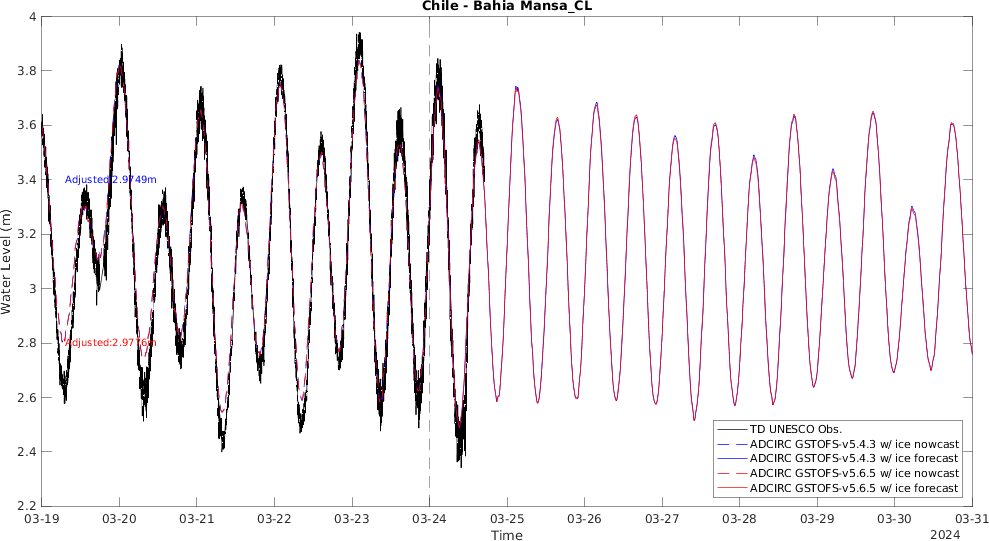 Chile - Bahia Mansa_CL
4
3.8
3.6
3.4
3.2
3
2.8
2.6
2.4
2.2
Water Level (m)
Adjusted:2.9749m
Adjusted:2.9776m
TD UNESCO Obs.
ADCIRC GSTOFS-v5.4.3 w/ ice nowcast
ADCIRC GSTOFS-v5.4.3 w/ ice forecast
ADCIRC GSTOFS-v5.6.5 w/ ice nowcast
ADCIRC GSTOFS-v5.6.5 w/ ice forecast
03-19 03-20 03-21 03-22 03-23 03-24 03-25 03-26 03-27 03-28 03-29 03-30 03-31
Time
2024